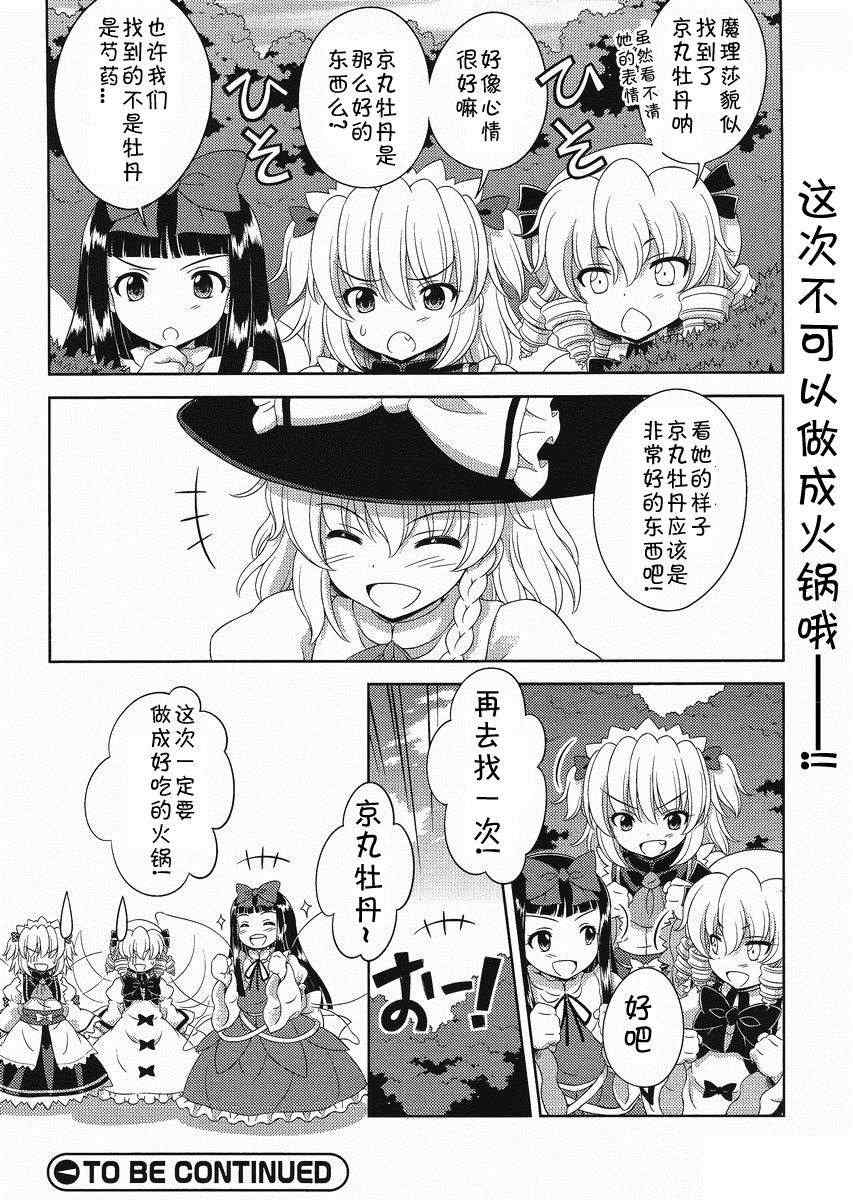 魔理莎貌似
找到了
京丸牡丹呐
虽然看不清
她的表情
好像心情
很好嘛
京丸牡丹是
那么好的
东西么?
也许我们
找到的不是牡丹
是芍药…
ひそ
ひそ
这次不可以做成火锅哦——!!
看她的样子
京丸牡丹应该是
非常好的东西吧!
再去找一次!
好吧
おー!
京丸牡丹~
这次一定要
做成好吃的火锅!
TO BE CONTINUED